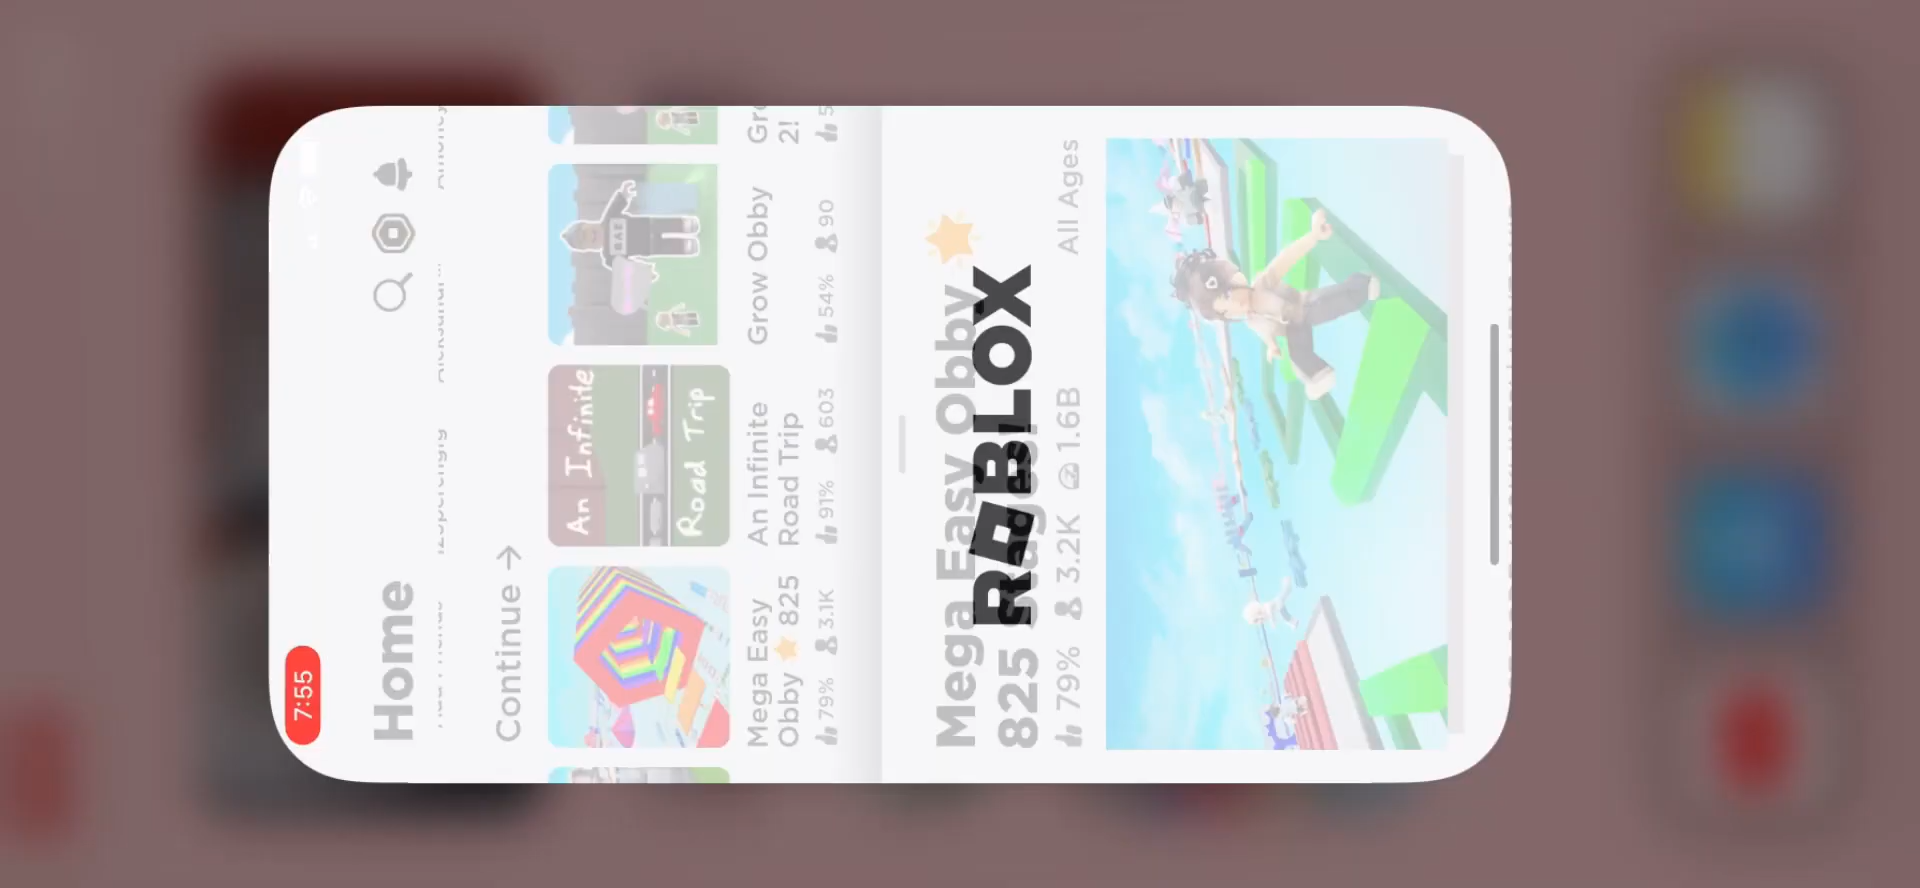 7:55
Home
Continue →
An Infinite
Road Trip
Mega Easy
Obby ⭐ 825
79% 3.1K
An Infinite
Road Trip
91% 603
Grow Obby
54% 90
2!
Mega Easy Obby ⭐
825
ROBLOX
79% 3.2K 1.6B
All Ages